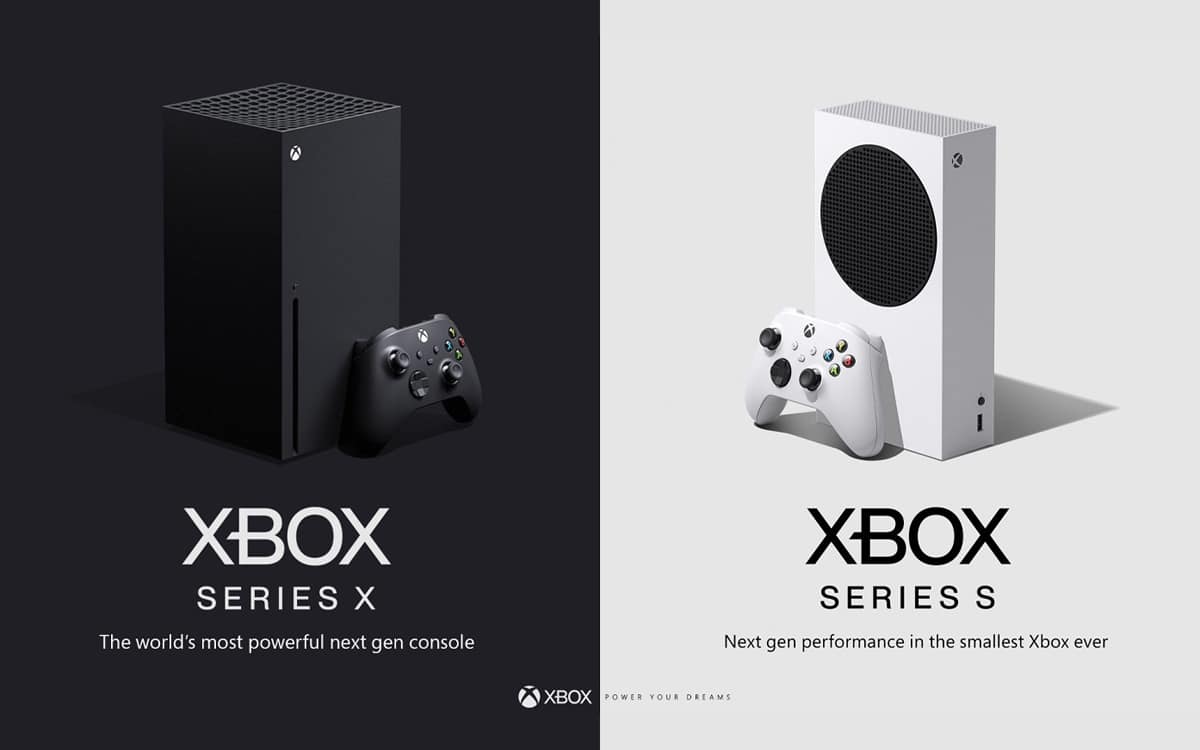 XBOX
SERIES X
The world's most powerful next gen console
XBOX
SERIES S
Next gen performance in the smallest Xbox ever
XBOX
POWER YOUR DREAMS